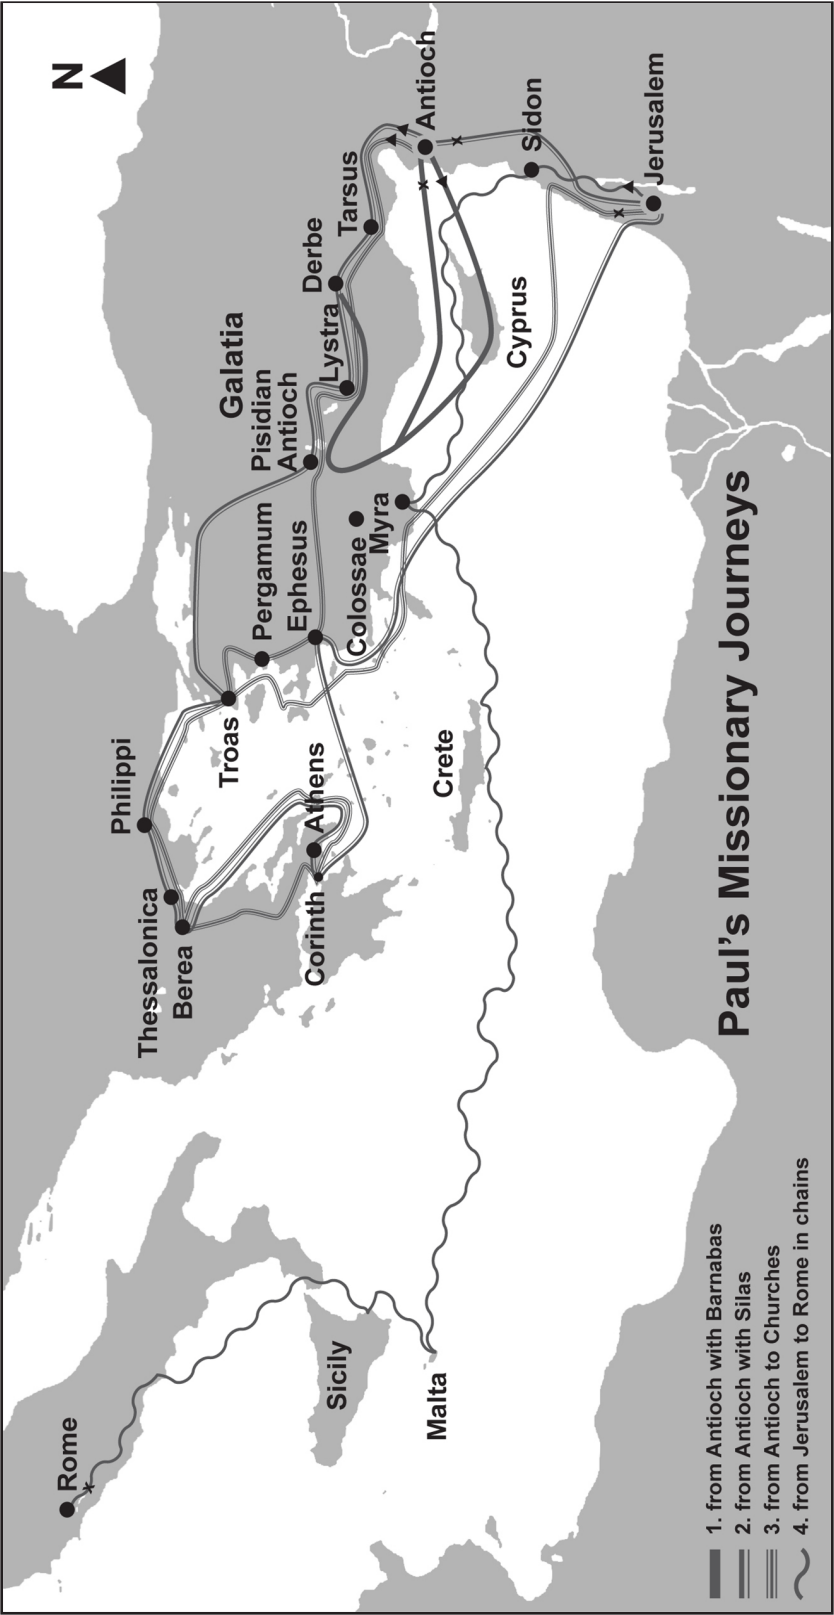 N
Rome
Sicily
Malta
Thessalonica
Berea
Philippi
Corinth
Athens
Crete
Troas
Pergamum
Ephesus
Colossae
Myra
Galatia
Pisidian
Antioch
Lystra
Derbe
Tarsus
Antioch
Cyprus
Sidon
Jerusalem
Paul's Missionary Journeys
1. from Antioch with Barnabas
2. from Antioch with Silas
3. from Antioch to Churches
4. from Jerusalem to Rome in chains